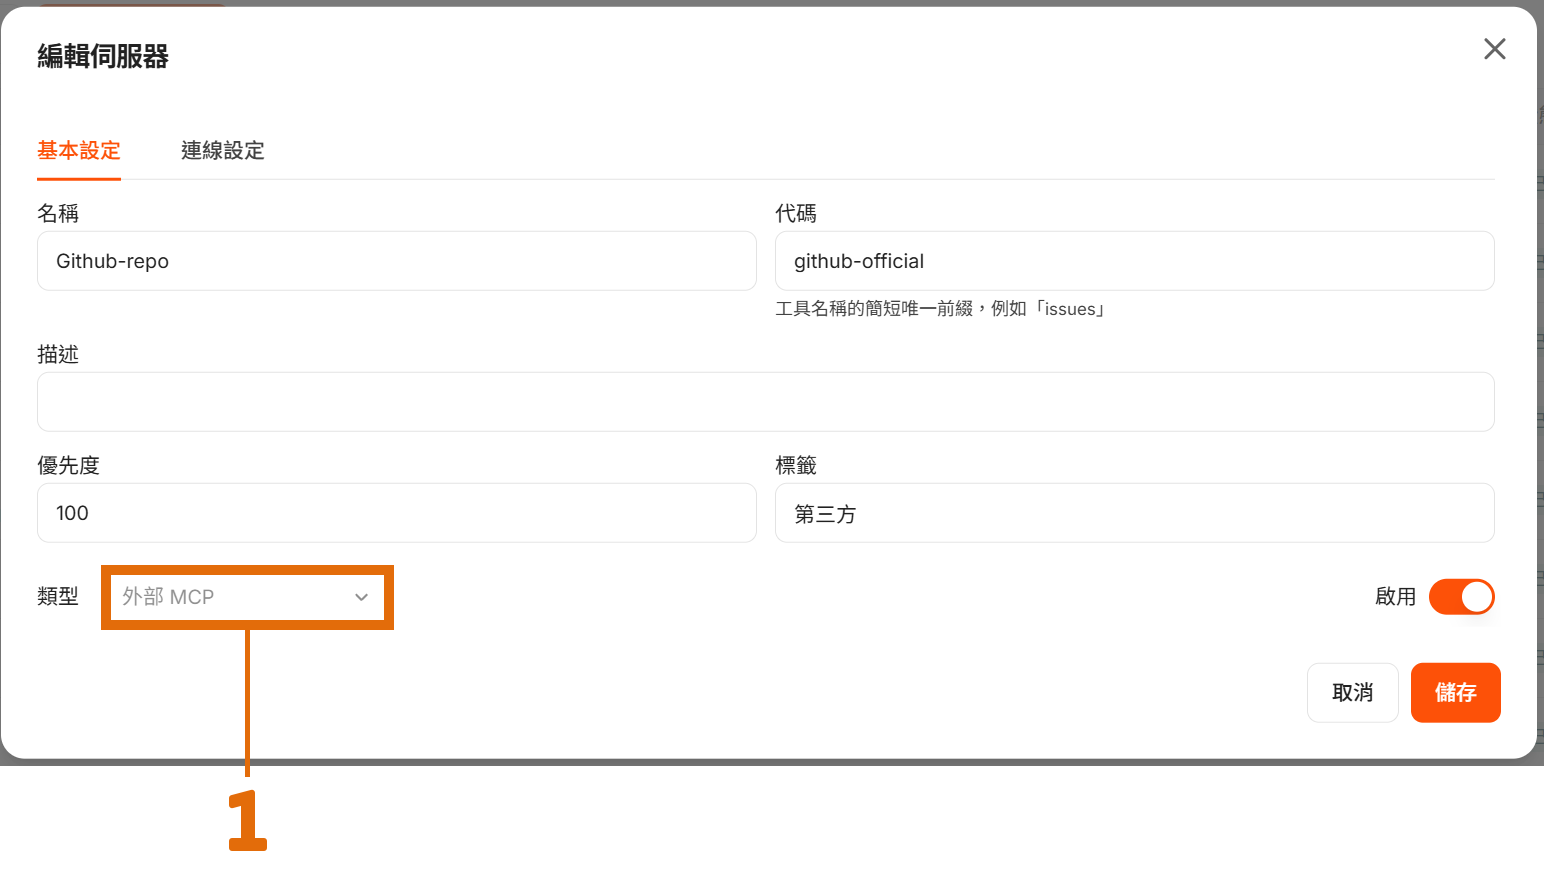 編輯伺服器
基本設定 連線設定
名稱 代碼
Github-repo github-official
工具名稱的簡短唯一前綴，例如「issues」
描述
優先度 標籤
100 第三方
類型 外部 MCP 啟用
取消 儲存
1